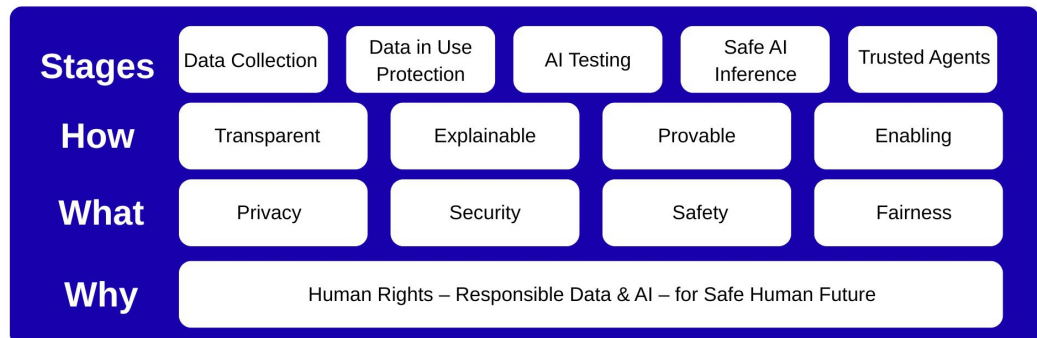 Stages
Data Collection
Data in Use
Protection
AI Testing
Safe AI
Inference
Trusted Agents
How
Transparent
Explainable
Provable
Enabling
What
Privacy
Security
Safety
Fairness
Why
Human Rights – Responsible Data & AI – for Safe Human Future